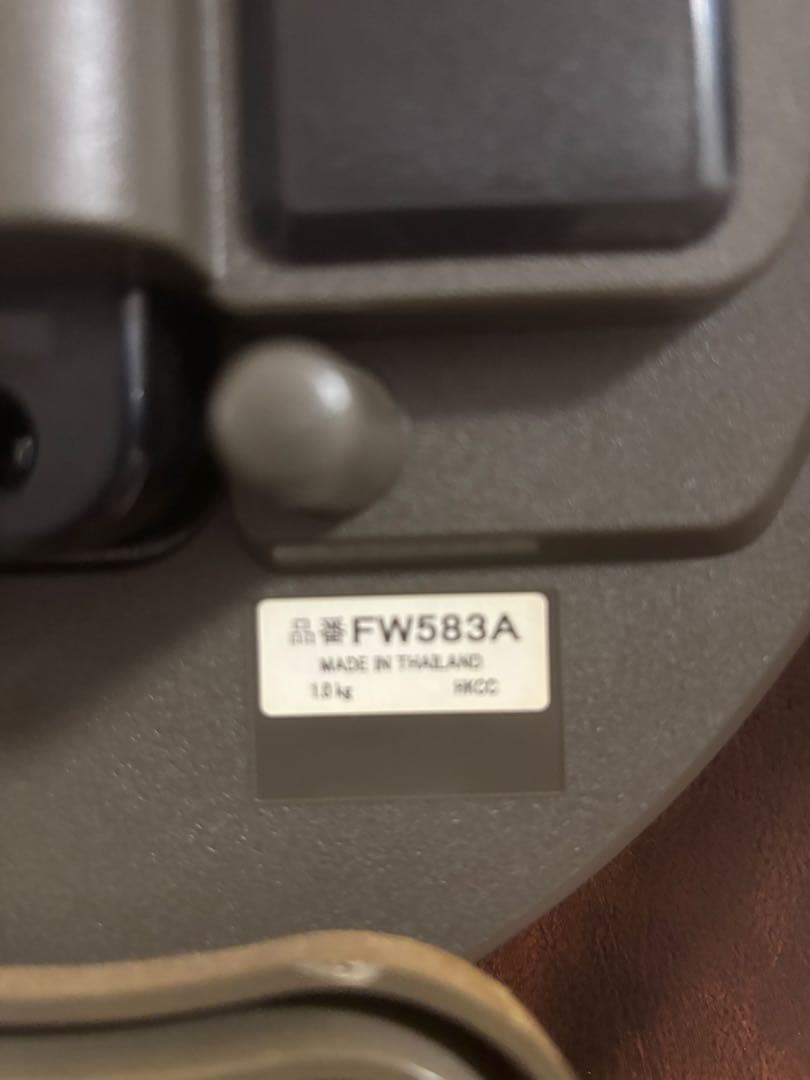 品番FW583A
MADE IN THAILAND
1.0 kg HKCC